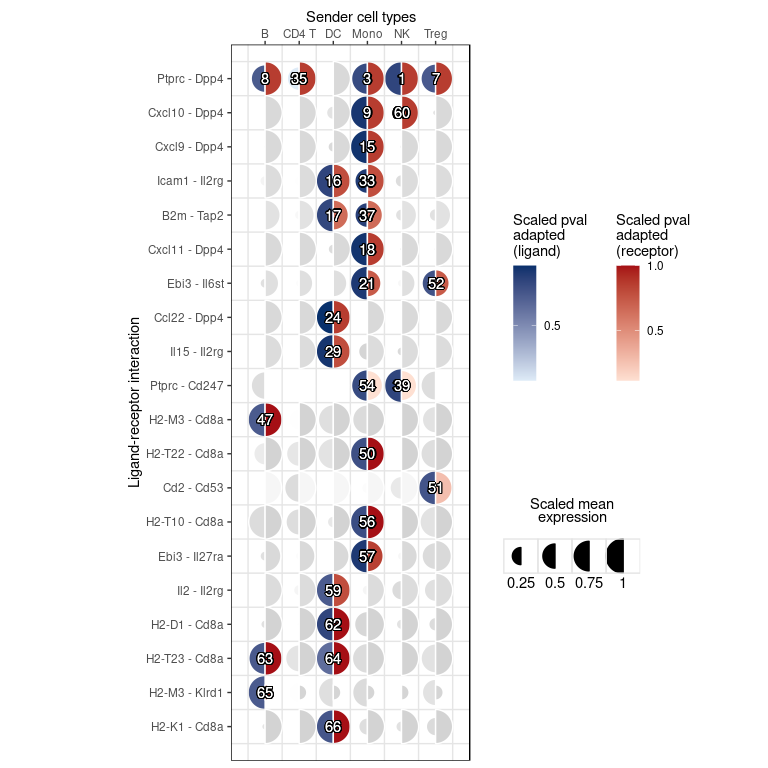 Sender cell types
B CD4 T DC Mono NK Treg
Ligand-receptor interaction
Ptprc - Dpp4 8 35 3 1 7
Cxcl10 - Dpp4 9 60
Cxcl9 - Dpp4 15
Icam1 - Il2rg 16 33
B2m - Tap2 17 37
Cxcl11 - Dpp4 18
Ebi3 - Il6st 21 52
Ccl22 - Dpp4 24
Il15 - Il2rg 29
Ptprc - Cd247 54 39
H2-M3 - Cd8a 47
H2-T22 - Cd8a 50
Cd2 - Cd53 51
H2-T10 - Cd8a 56
Ebi3 - Il27ra 57
Il2 - Il2rg 59
H2-D1 - Cd8a 62
H2-T23 - Cd8a 63 64
H2-M3 - Klrd1 65
H2-K1 - Cd8a 66
Scaled pval
adapted
(ligand)
0.5
Scaled pval
adapted
(receptor)
1.0
0.5
Scaled mean
expression
0.25 0.5 0.75 1